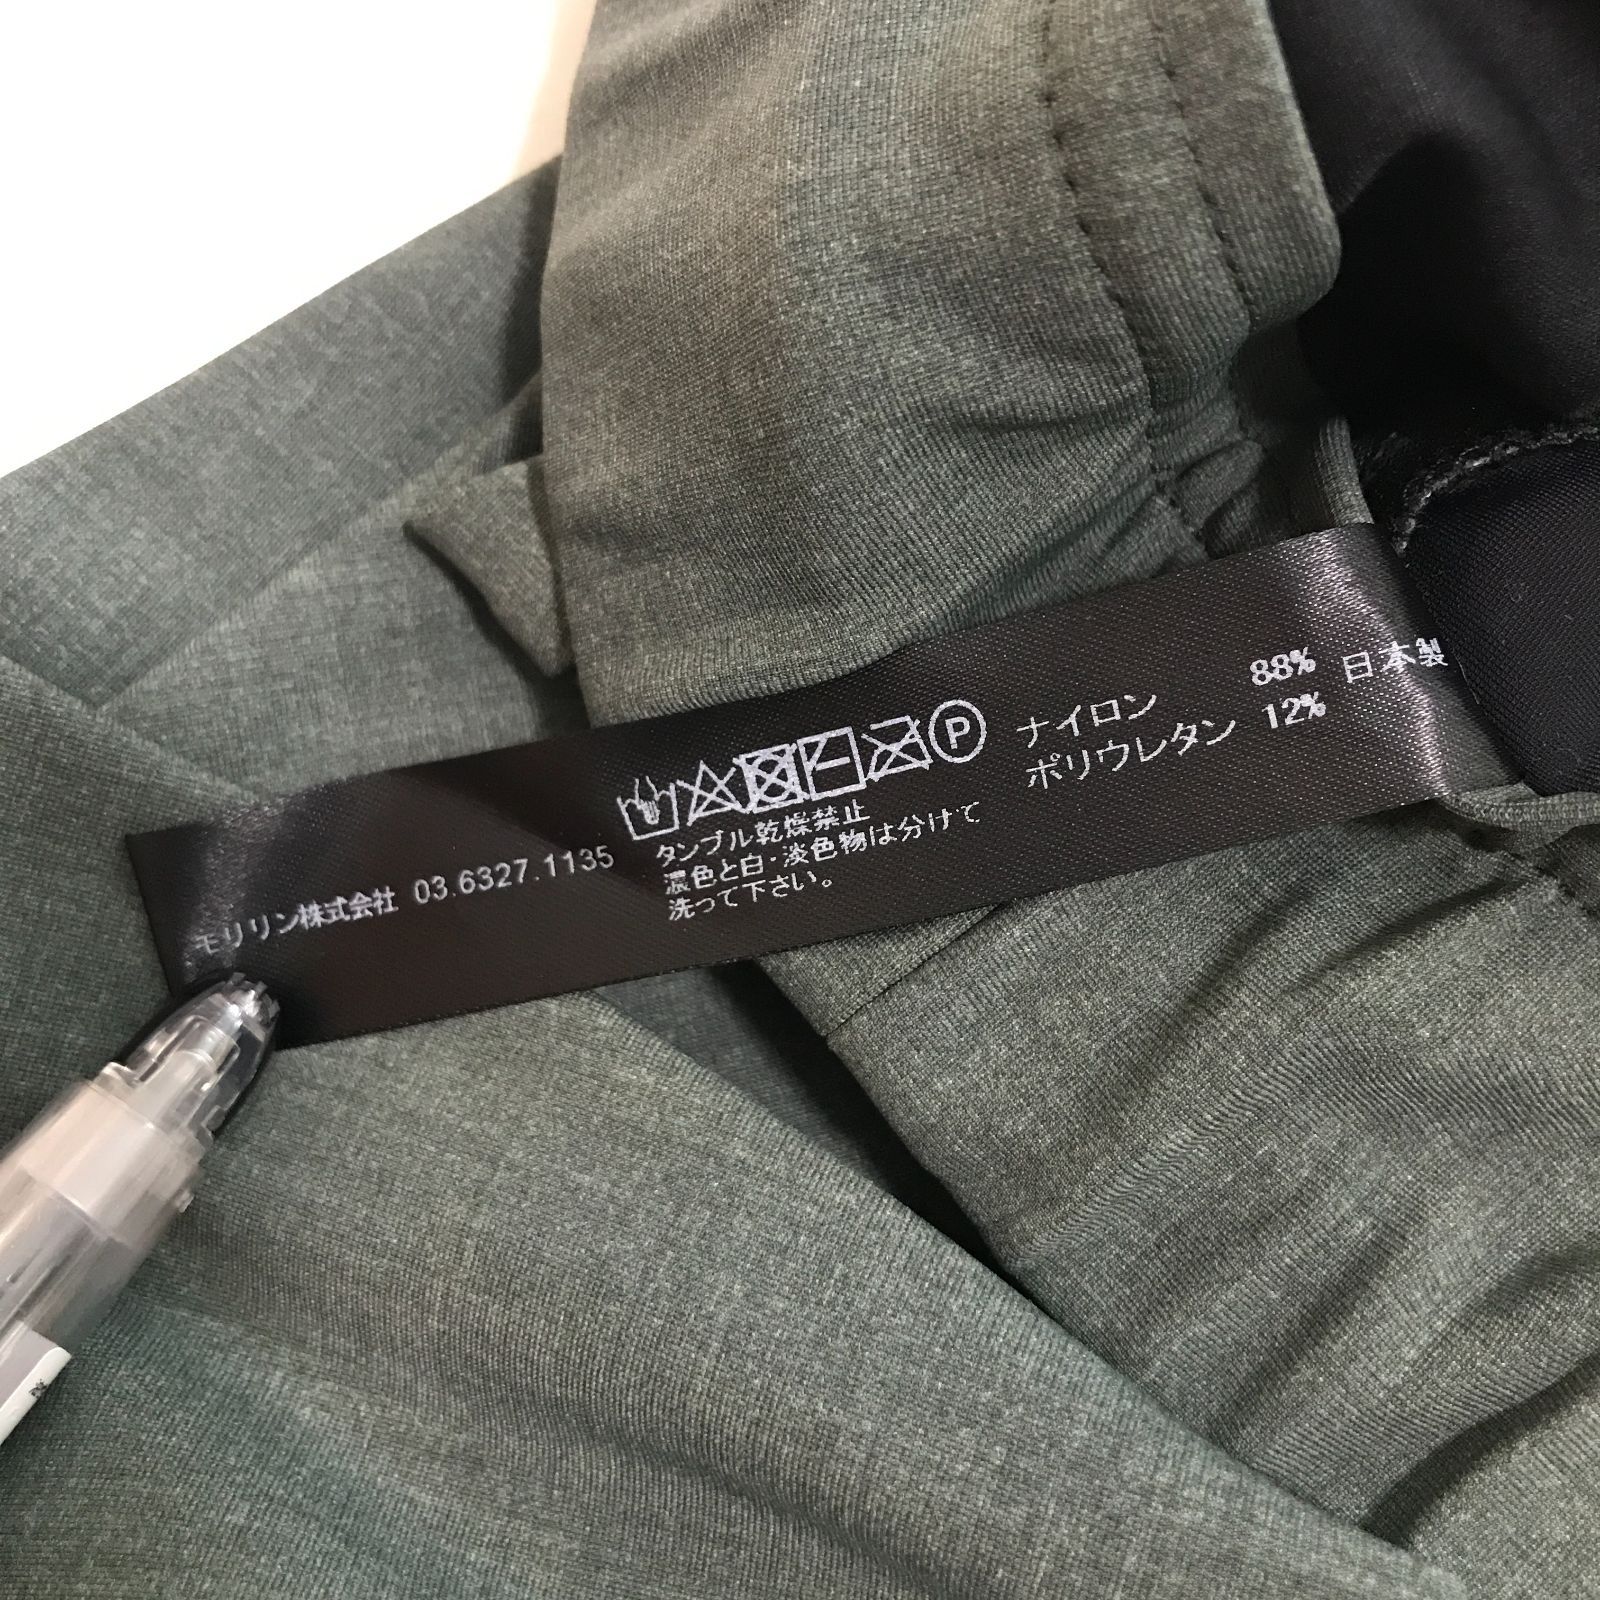 ナイロン 88% 日本製
ポリウレタン 12%
P
タンブル乾燥禁止
濃色と白・淡色物は分けて
洗って下さい。
モリリン株式会社 03.6327.1135